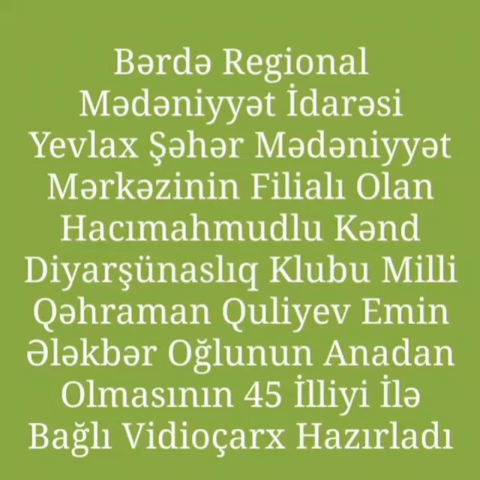 Bərdə Regional
Mədəniyyət İdarəsi
Yevlax Şəhər Mədəniyyət
Mərkəzinin Filialı Olan
Hacımahmudlu Kənd
Diyarşünaslıq Klubu Milli
Qəhraman Quliyev Emin
Ələkbər Oğlunun Anadan
Olmasının 45 İlliyi İlə
Bağlı Vidioçarx Hazırladı